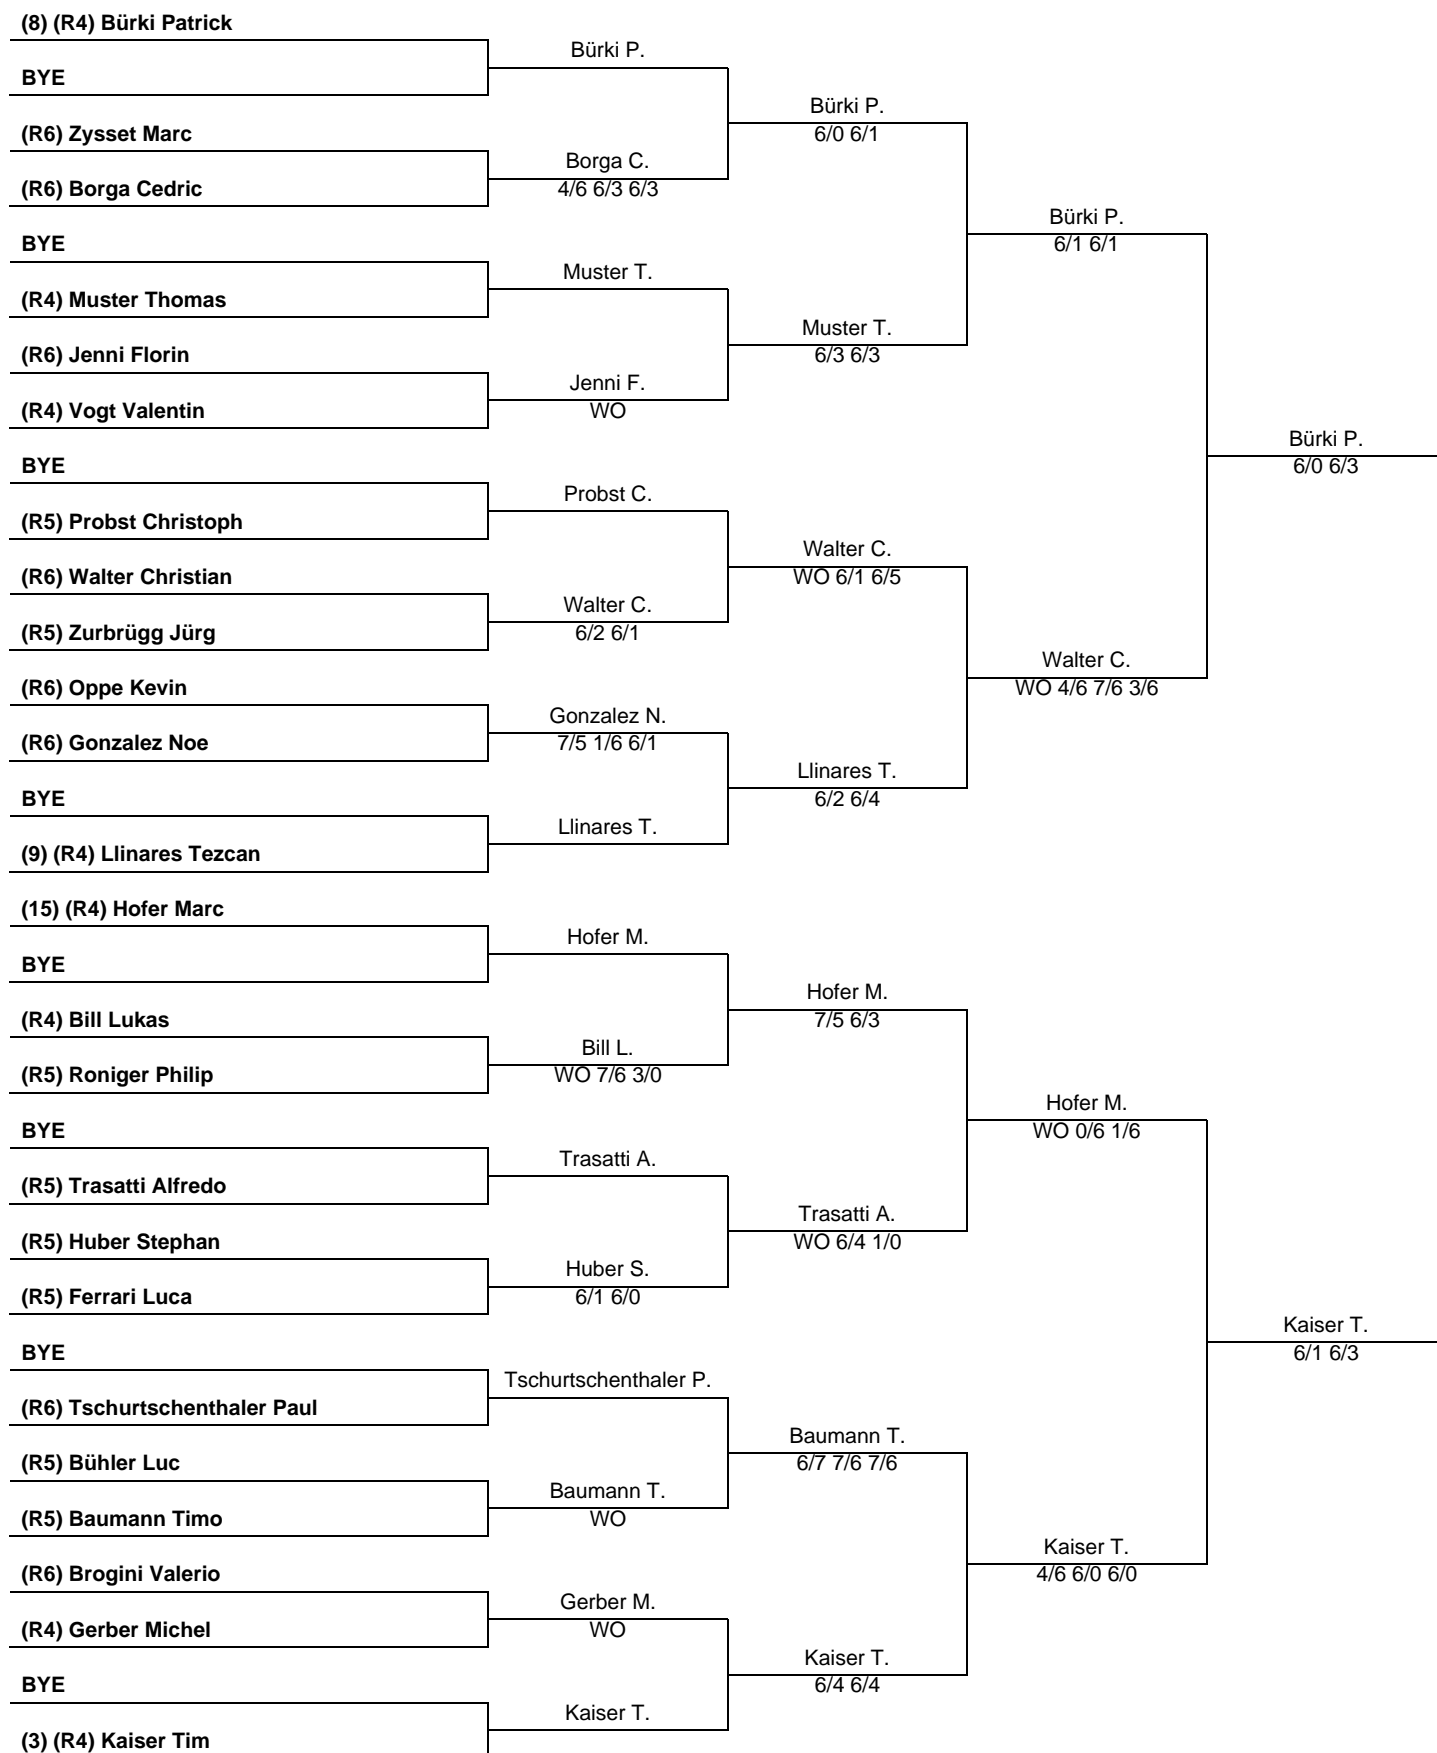 (8) (R4) Bürki Patrick
BYE
(R6) Zysset Marc
(R6) Borga Cedric
BYE
(R4) Muster Thomas
(R6) Jenni Florin
(R4) Vogt Valentin
BYE
(R5) Probst Christoph
(R6) Walter Christian
(R5) Zurbrügg Jürg
(R6) Oppe Kevin
(R6) Gonzalez Noe
BYE
(9) (R4) Llinares Tezcan
(15) (R4) Hofer Marc
BYE
(R4) Bill Lukas
(R5) Roniger Philip
BYE
(R5) Trasatti Alfredo
(R5) Huber Stephan
(R5) Ferrari Luca
BYE
(R6) Tschurtschenthaler Paul
(R5) Bühler Luc
(R5) Baumann Timo
(R6) Brogini Valerio
(R4) Gerber Michel
BYE
(3) (R4) Kaiser Tim
Bürki P.
Borga C.
4/6 6/3 6/3
Muster T.
Jenni F.
WO
Probst C.
Walter C.
6/2 6/1
Gonzalez N.
7/5 1/6 6/1
Llinares T.
Hofer M.
Bill L.
WO 7/6 3/0
Trasatti A.
Huber S.
6/1 6/0
Tschurtschenthaler P.
Baumann T.
WO
Gerber M.
WO
Kaiser T.
Bürki P.
6/0 6/1
Muster T.
6/3 6/3
Walter C.
WO 6/1 6/5
Llinares T.
6/2 6/4
Hofer M.
7/5 6/3
Trasatti A.
WO 6/4 1/0
Baumann T.
6/7 7/6 7/6
Kaiser T.
6/4 6/4
Bürki P.
6/1 6/1
Walter C.
WO 4/6 7/6 3/6
Hofer M.
WO 0/6 1/6
Kaiser T.
4/6 6/0 6/0
Bürki P.
6/0 6/3
Kaiser T.
6/1 6/3